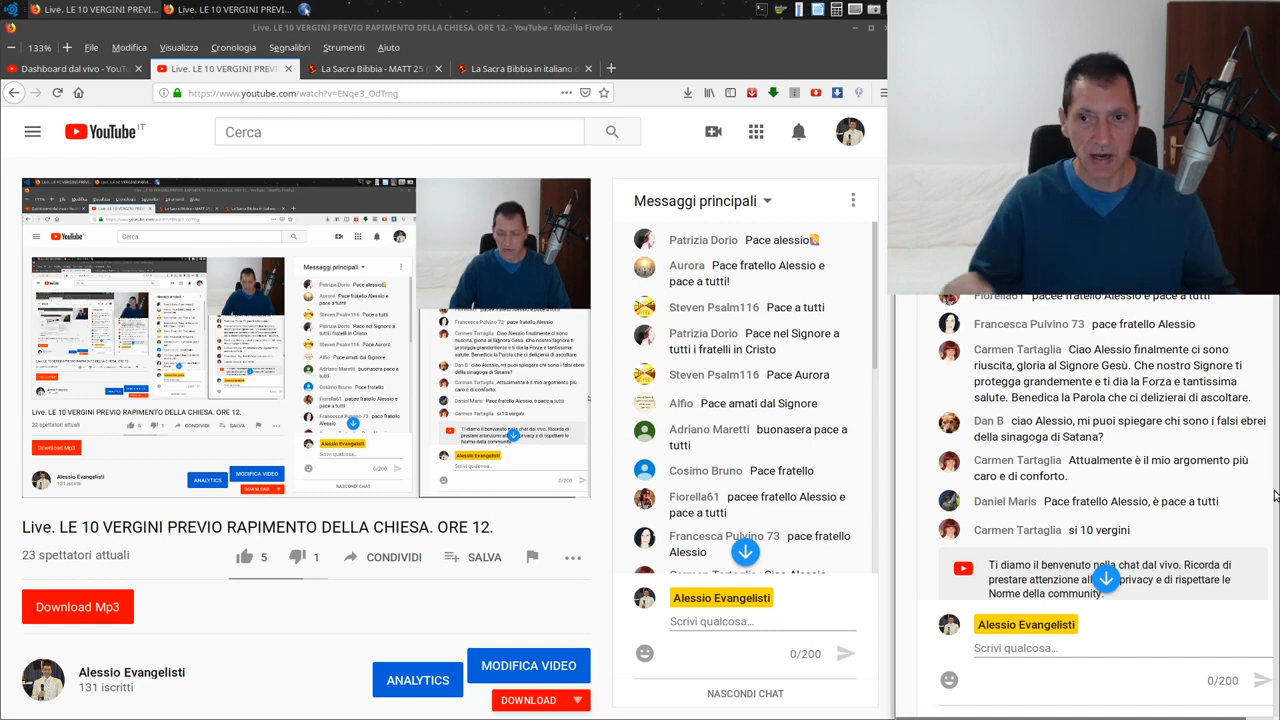 Live. LE 10 VERGINI PREVI...
Live. LE 10 VERGINI PREVI...
Live. LE 10 VERGINI PREVIO RAPIMENTO DELLA CHIESA. ORE 12. - YouTube - Mozilla Firefox
133%
File Modifica Visualizza Cronologia Segnalibri Strumenti Aiuto
Dashboard dal vivo - YouTu
Live. LE 10 VERGINI PREVI
La Sacra Bibbia - MATT 25
La Sacra Bibbia in italiano o
https://www.youtube.com/watch?v=ENqe3_OdTmg
YouTube IT
Cerca
Messaggi principali
Patrizia Dorio Pace alessio
Aurora Pace fratello Alessio e
pace a tutti!
Steven Psalm116 Pace a tutti
Patrizia Dorio Pace nel Signore a
tutti i fratelli in Cristo
Steven Psalm116 Pace Aurora
Alfio Pace amati dal Signore
Adriano Maretti buonasera pace a
tutti
Cosimo Bruno Pace fratello
Fiorella61 pacee fratello Alessio e
pace a tutti
Francesca Pulvino 73 pace fratello
Alessio
Alessio Evangelisti
Scrivi qualcosa...
0/200
NASCONDI CHAT
Live. LE 10 VERGINI PREVIO RAPIMENTO DELLA CHIESA. ORE 12.
23 spettatori attuali
5
1
CONDIVIDI
SALVA
Download Mp3
Alessio Evangelisti
131 iscritti
ANALYTICS
MODIFICA VIDEO
DOWNLOAD
Fiorella61 pacee fratello Alessio e pace a tutti
Francesca Pulvino 73 pace fratello Alessio
Carmen Tartaglia Ciao Alessio finalmente ci sono
riuscita, gloria al Signore Gesù. Che nostro Signore ti
protegga grandemente e ti dia la Forza e tantissima
salute. Benedica la Parola che ci delizierai di ascoltare.
Dan B ciao Alessio, mi puoi spiegare chi sono i falsi ebrei
della sinagoga di Satana?
Carmen Tartaglia Attualmente è il mio argomento più
caro e di conforto.
Daniel Maris Pace fratello Alessio, è pace a tutti
Carmen Tartaglia si 10 vergini
Ti diamo il benvenuto nella chat dal vivo. Ricorda di
prestare attenzione privacy e di rispettare le
Norme della community.
Alessio Evangelisti
Scrivi qualcosa...
0/200